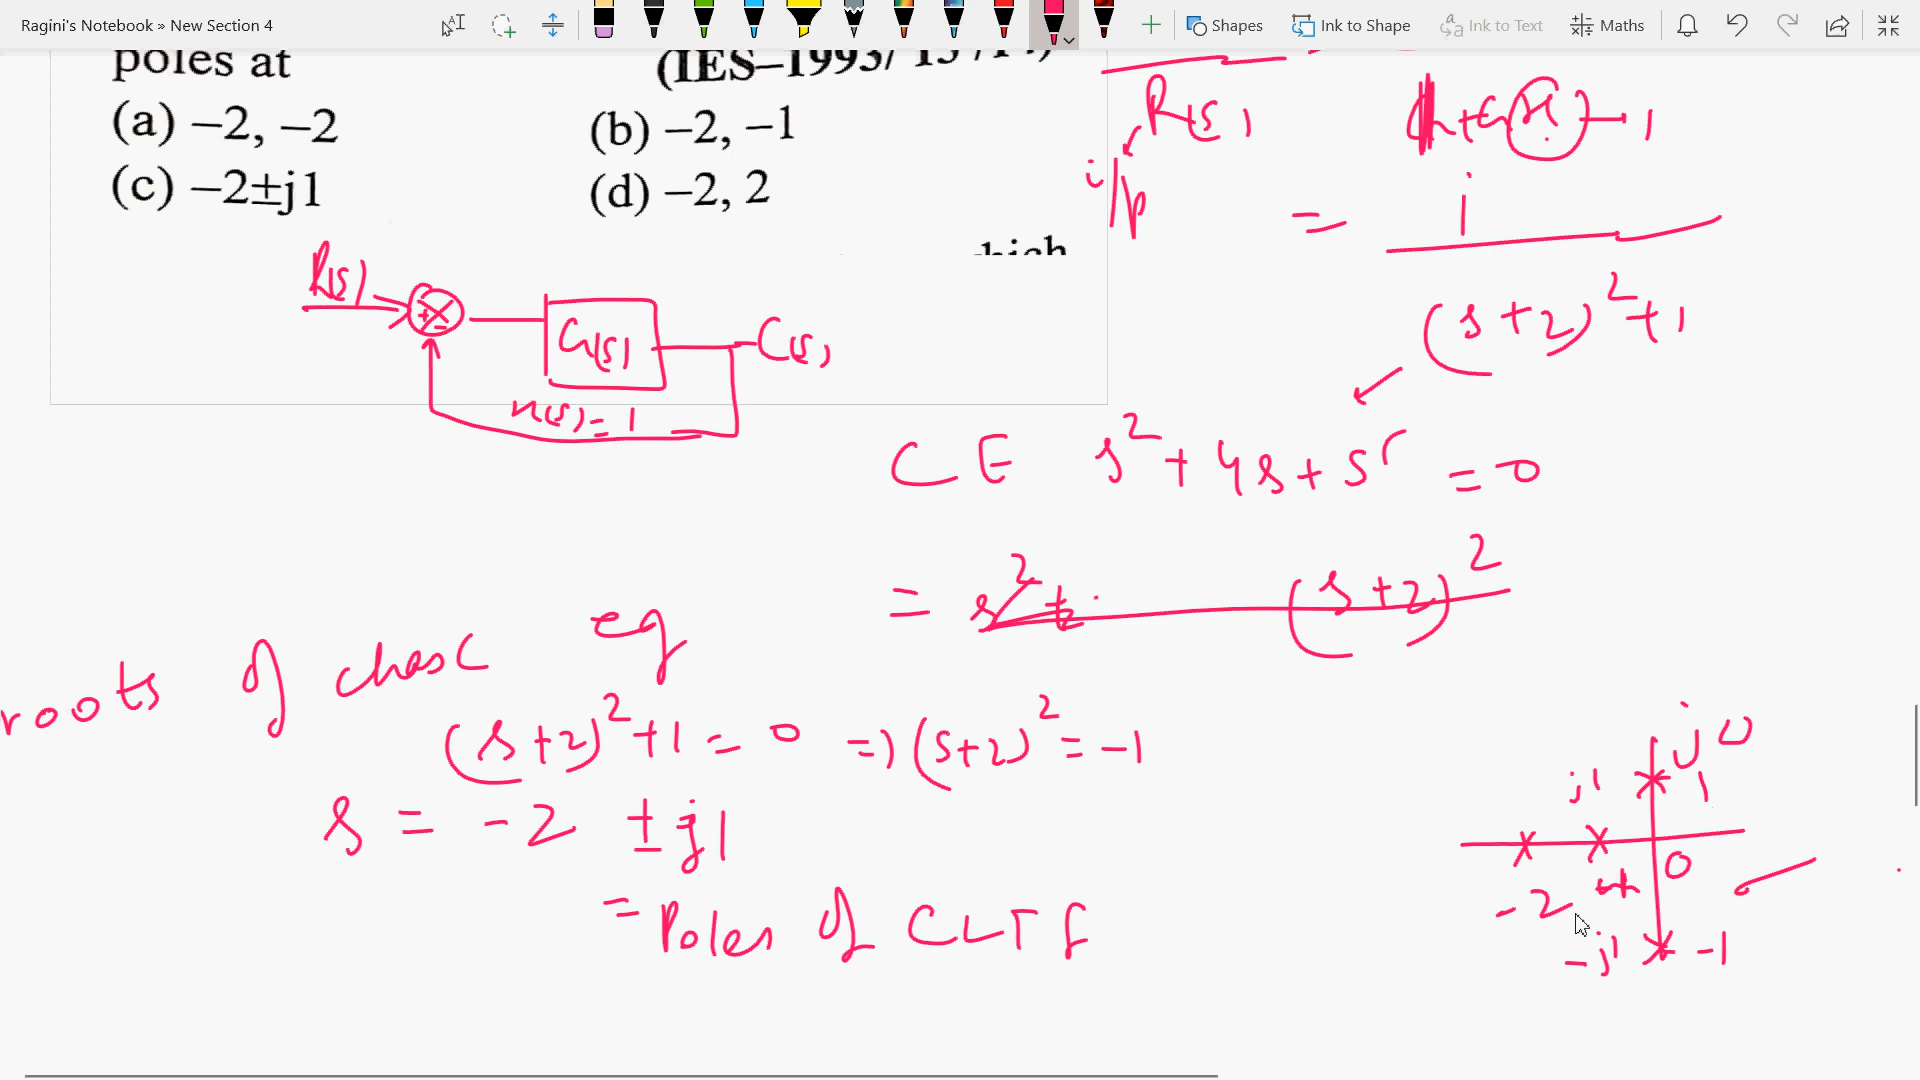 Ragini's Notebook » New Section 4
Shapes
Ink to Shape
Ink to Text
Maths
poles at
(IES–1993/
(a) –2, –2
(b) –2, –1
(c) –2±j1
(d) –2, 2
R(s)
i/p
1
=
(s+2)²+1
R(s)
+
−
G(s)
C(s)
H(s)=1
CE s²+4s+5 =0
= s²+ (s+2)²
roots of charc eq
(s+2)²+1=0 => (s+2)²=-1
s = -2 ±j1
= Poles of CLTF
jω
j1
1
0
-2
-j1
-1